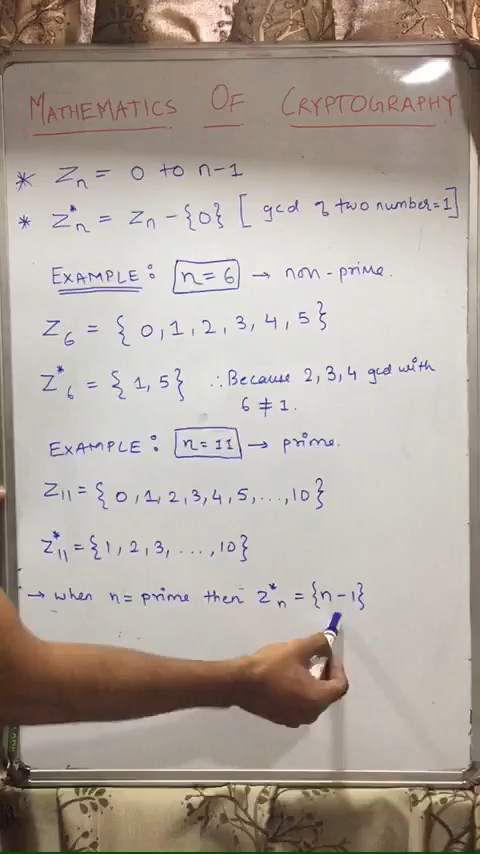 MATHEMATICS OF CRYPTOGRAPHY
* Zn = 0 to n-1
* Z*n = Zn - {0} [gcd of two number=1]
EXAMPLE: n=6 → non-prime.
Z6 = {0,1,2,3,4,5}
Z*6 = {1,5} ∴Because 2,3,4 gcd with
6 ≠ 1.
EXAMPLE: n=11 → prime.
Z11 = {0,1,2,3,4,5,...,10}
Z*11 = {1,2,3,....,10}
→ when n= prime then Z*n = {n-1}